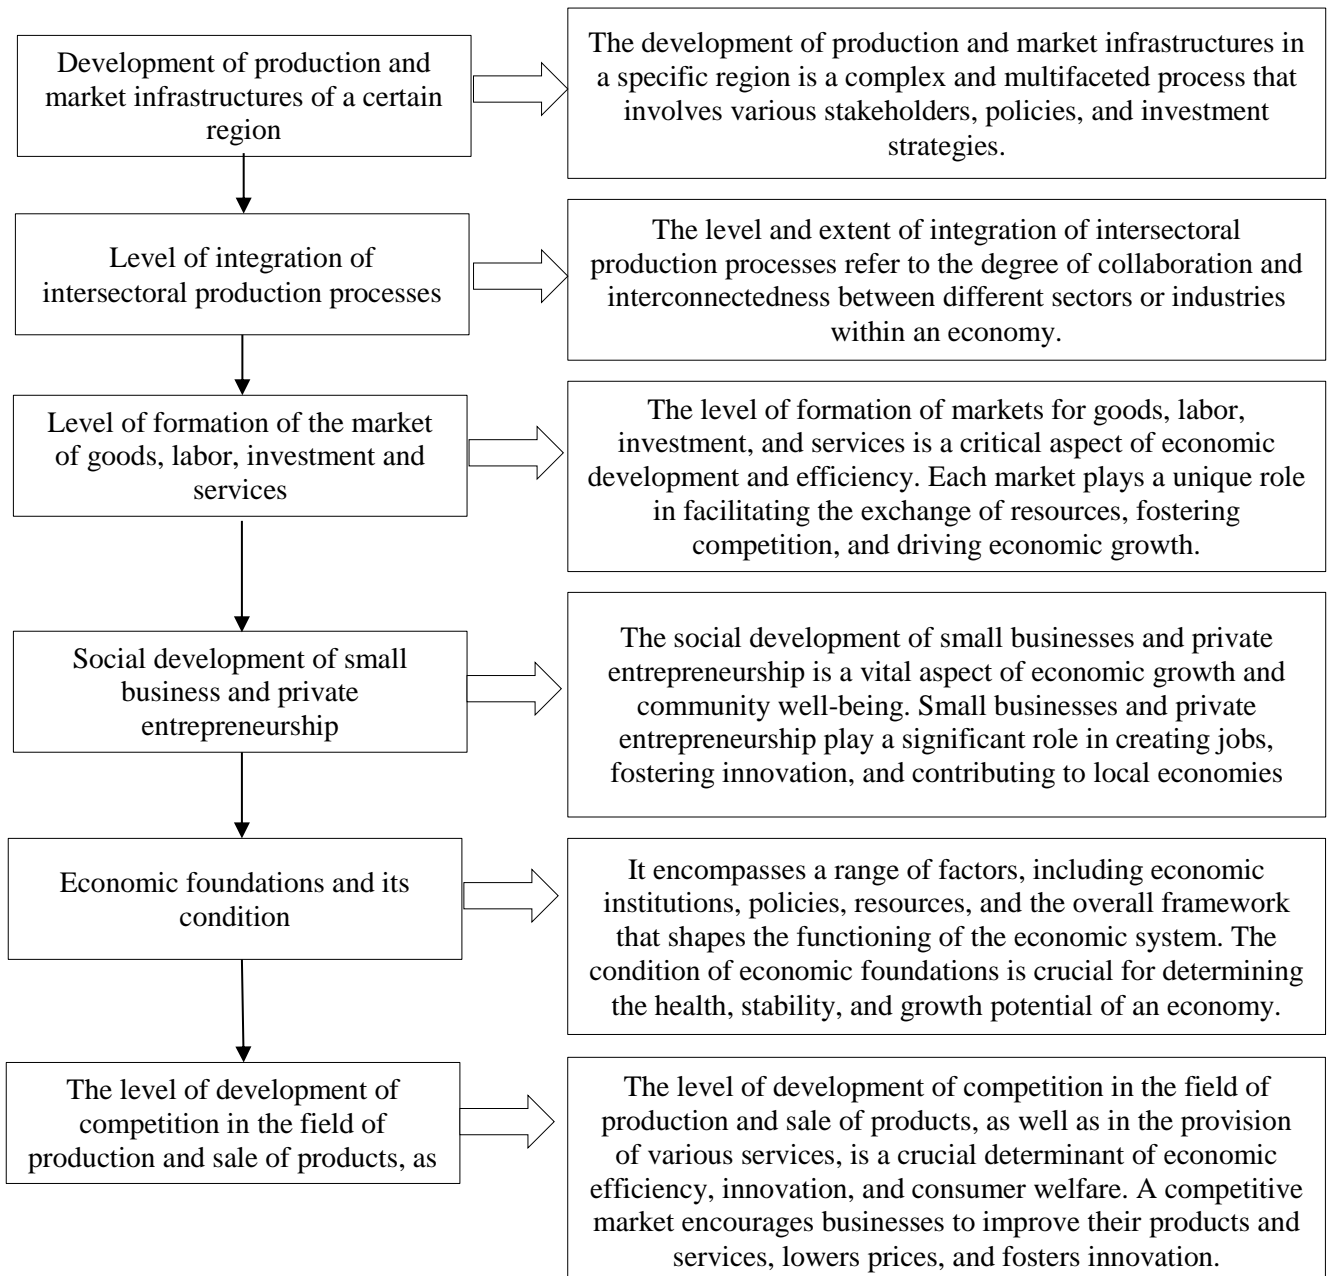 Development of production and
market infrastructures of a certain
region
The development of production and market infrastructures in
a specific region is a complex and multifaceted process that
involves various stakeholders, policies, and investment
strategies.
Level of integration of
intersectoral production processes
The level and extent of integration of intersectoral
production processes refer to the degree of collaboration and
interconnectedness between different sectors or industries
within an economy.
Level of formation of the market
of goods, labor, investment and
services
The level of formation of markets for goods, labor,
investment, and services is a critical aspect of economic
development and efficiency. Each market plays a unique role
in facilitating the exchange of resources, fostering
competition, and driving economic growth.
Social development of small
business and private
entrepreneurship
The social development of small businesses and private
entrepreneurship is a vital aspect of economic growth and
community well-being. Small businesses and private
entrepreneurship play a significant role in creating jobs,
fostering innovation, and contributing to local economies
Economic foundations and its
condition
It encompasses a range of factors, including economic
institutions, policies, resources, and the overall framework
that shapes the functioning of the economic system. The
condition of economic foundations is crucial for determining
the health, stability, and growth potential of an economy.
The level of development of
competition in the field of
production and sale of products, as
The level of development of competition in the field of
production and sale of products, as well as in the provision
of various services, is a crucial determinant of economic
efficiency, innovation, and consumer welfare. A competitive
market encourages businesses to improve their products and
services, lowers prices, and fosters innovation.